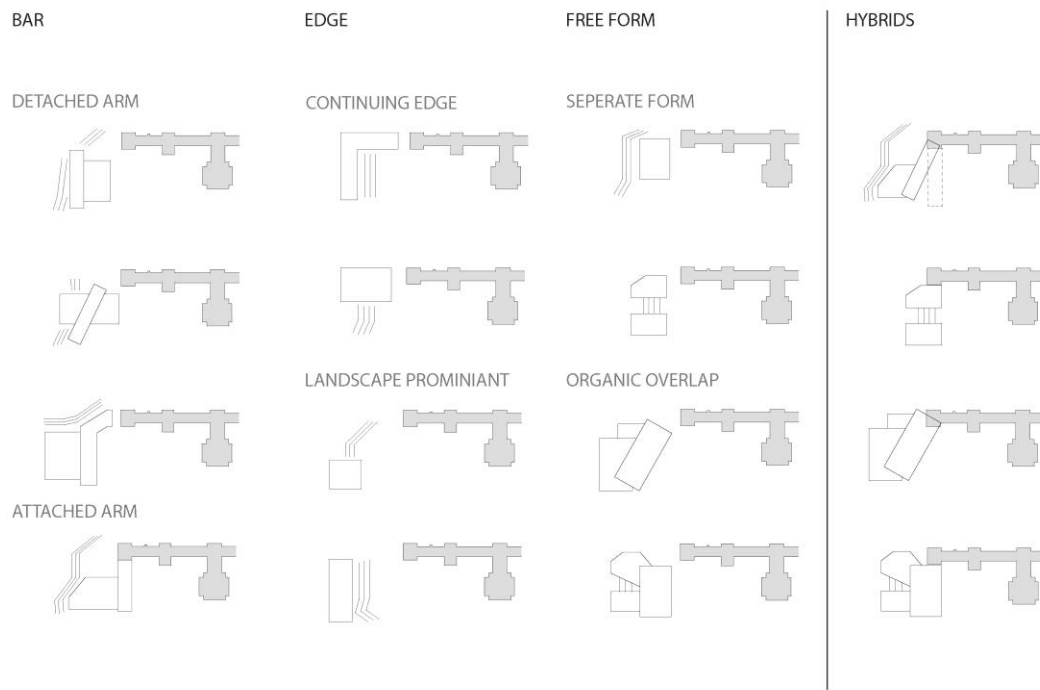 BAR
EDGE
FREE FORM
HYBRIDS
DETACHED ARM
CONTINUING EDGE
SEPERATE FORM
LANDSCAPE PROMINIANT
ORGANIC OVERLAP
ATTACHED ARM